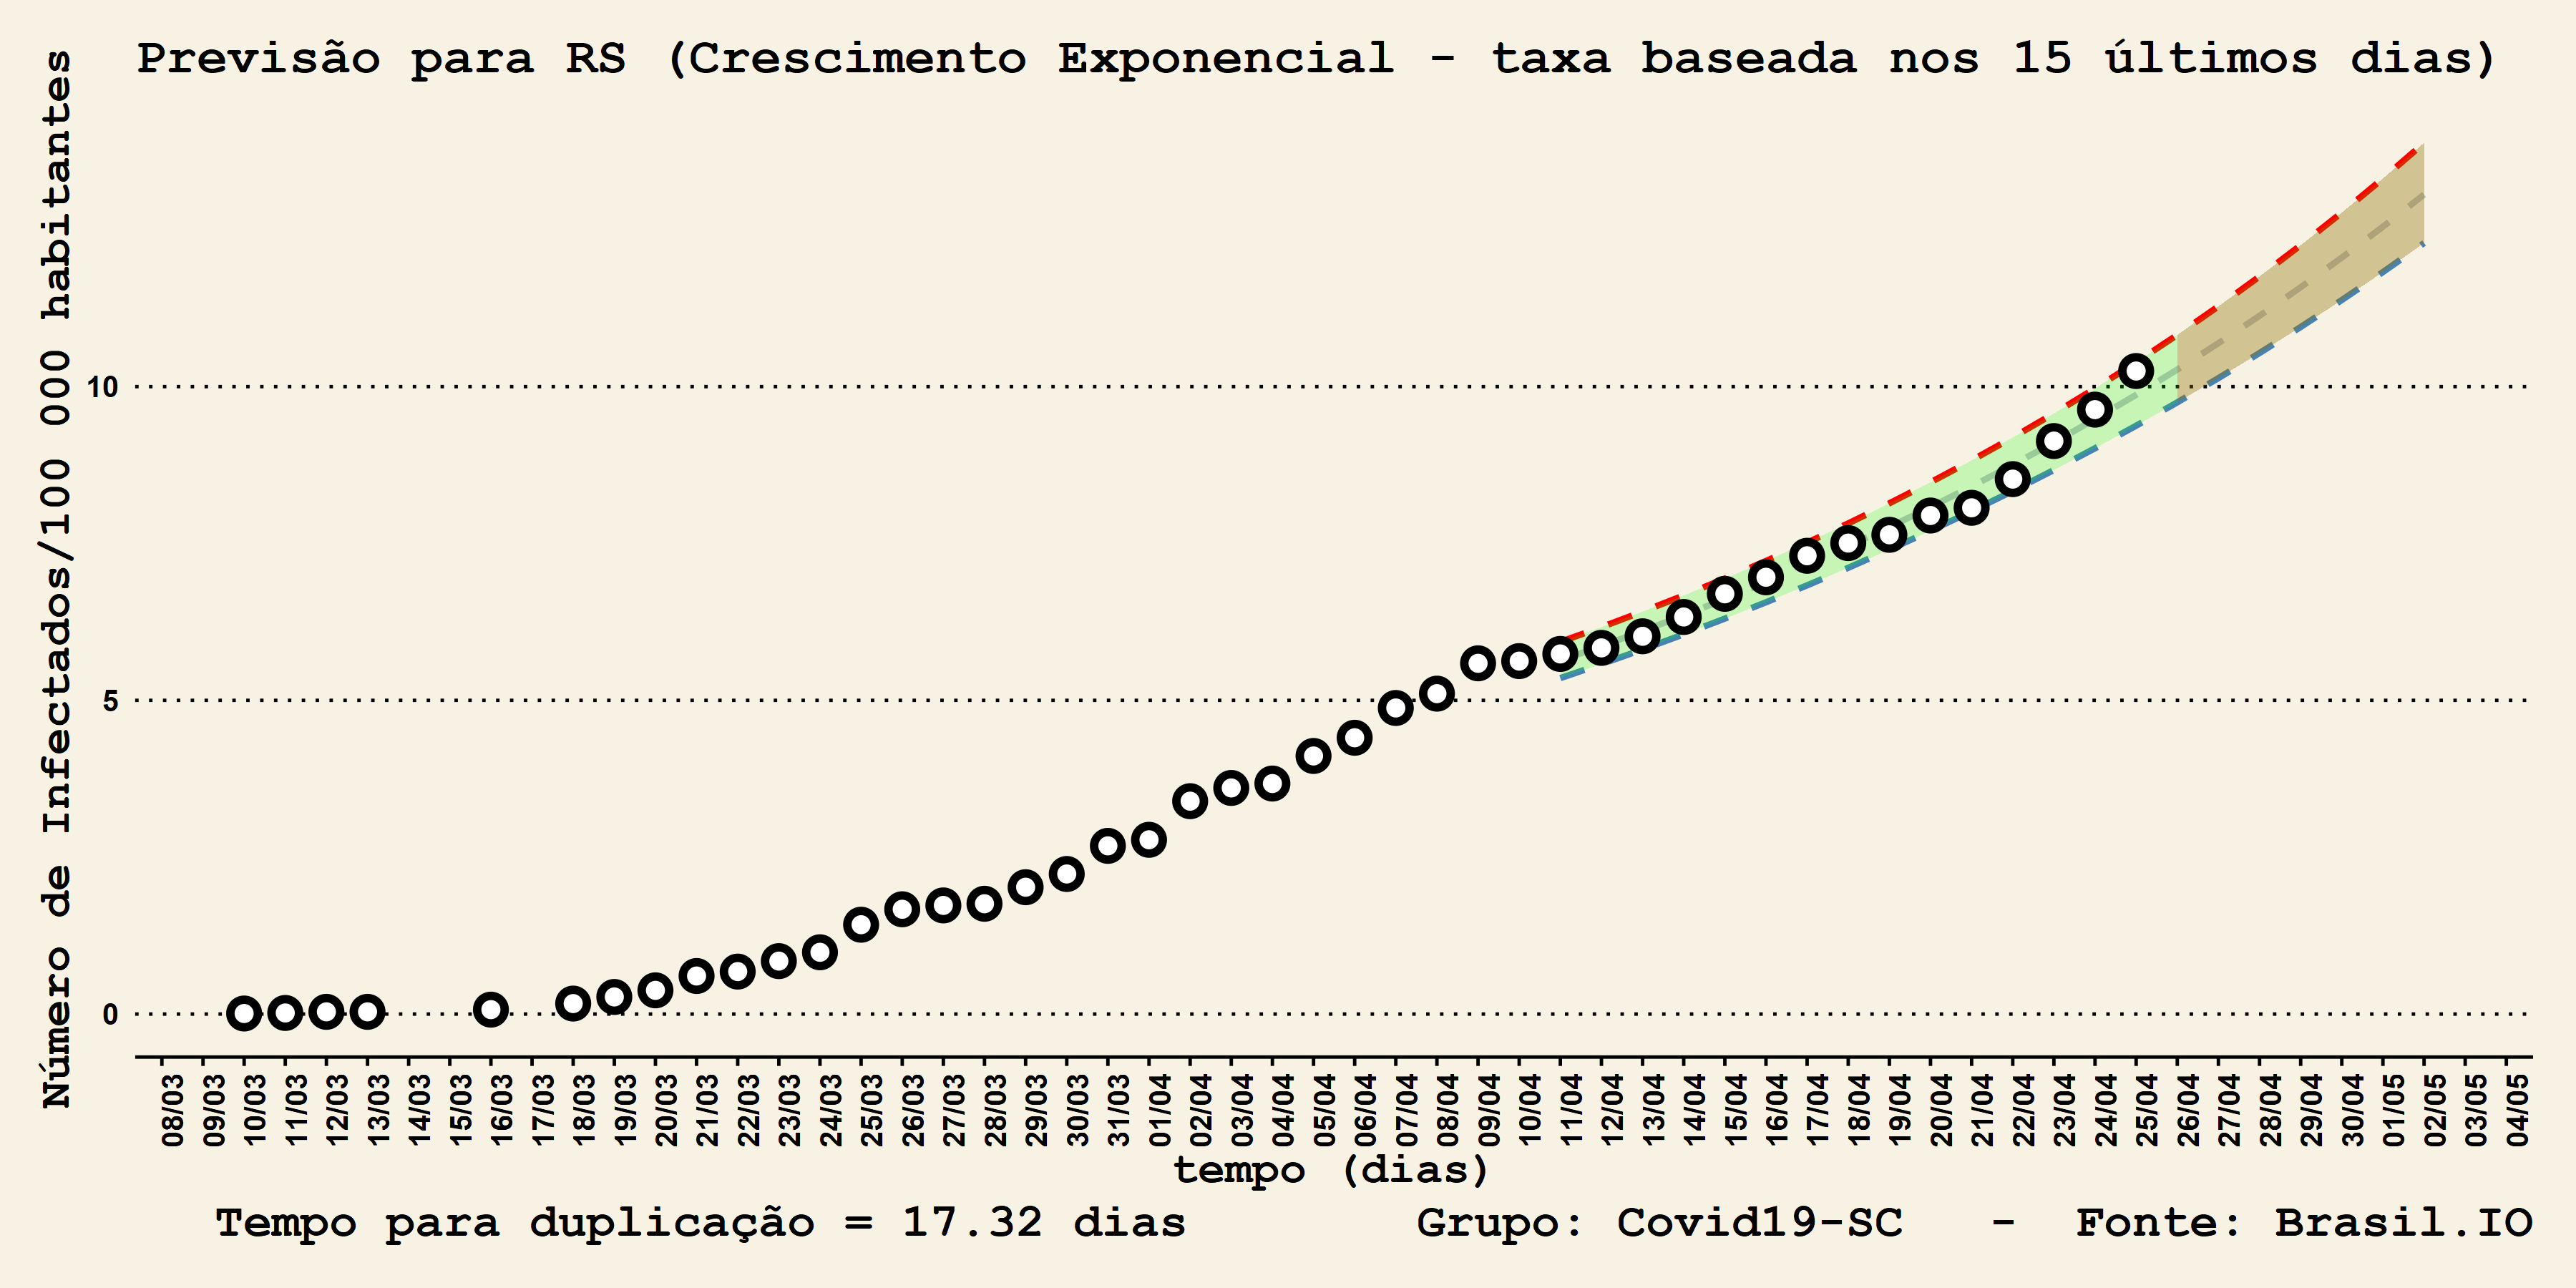 Previsão para RS (Crescimento Exponencial - taxa baseada nos 15 últimos dias)
Número de Infectados/100 000 habitantes
10
5
0
08/03 09/03 10/03 11/03 12/03 13/03 14/03 15/03 16/03 17/03 18/03 19/03 20/03 21/03 22/03 23/03 24/03 25/03 26/03 27/03 28/03 29/03 30/03 31/03 01/04 02/04 03/04 04/04 05/04 06/04 07/04 08/04 09/04 10/04 11/04 12/04 13/04 14/04 15/04 16/04 17/04 18/04 19/04 20/04 21/04 22/04 23/04 24/04 25/04 26/04 27/04 28/04 29/04 30/04 01/05 02/05 03/05 04/05
tempo (dias)
Tempo para duplicação = 17.32 dias Grupo: Covid19-SC - Fonte: Brasil.IO